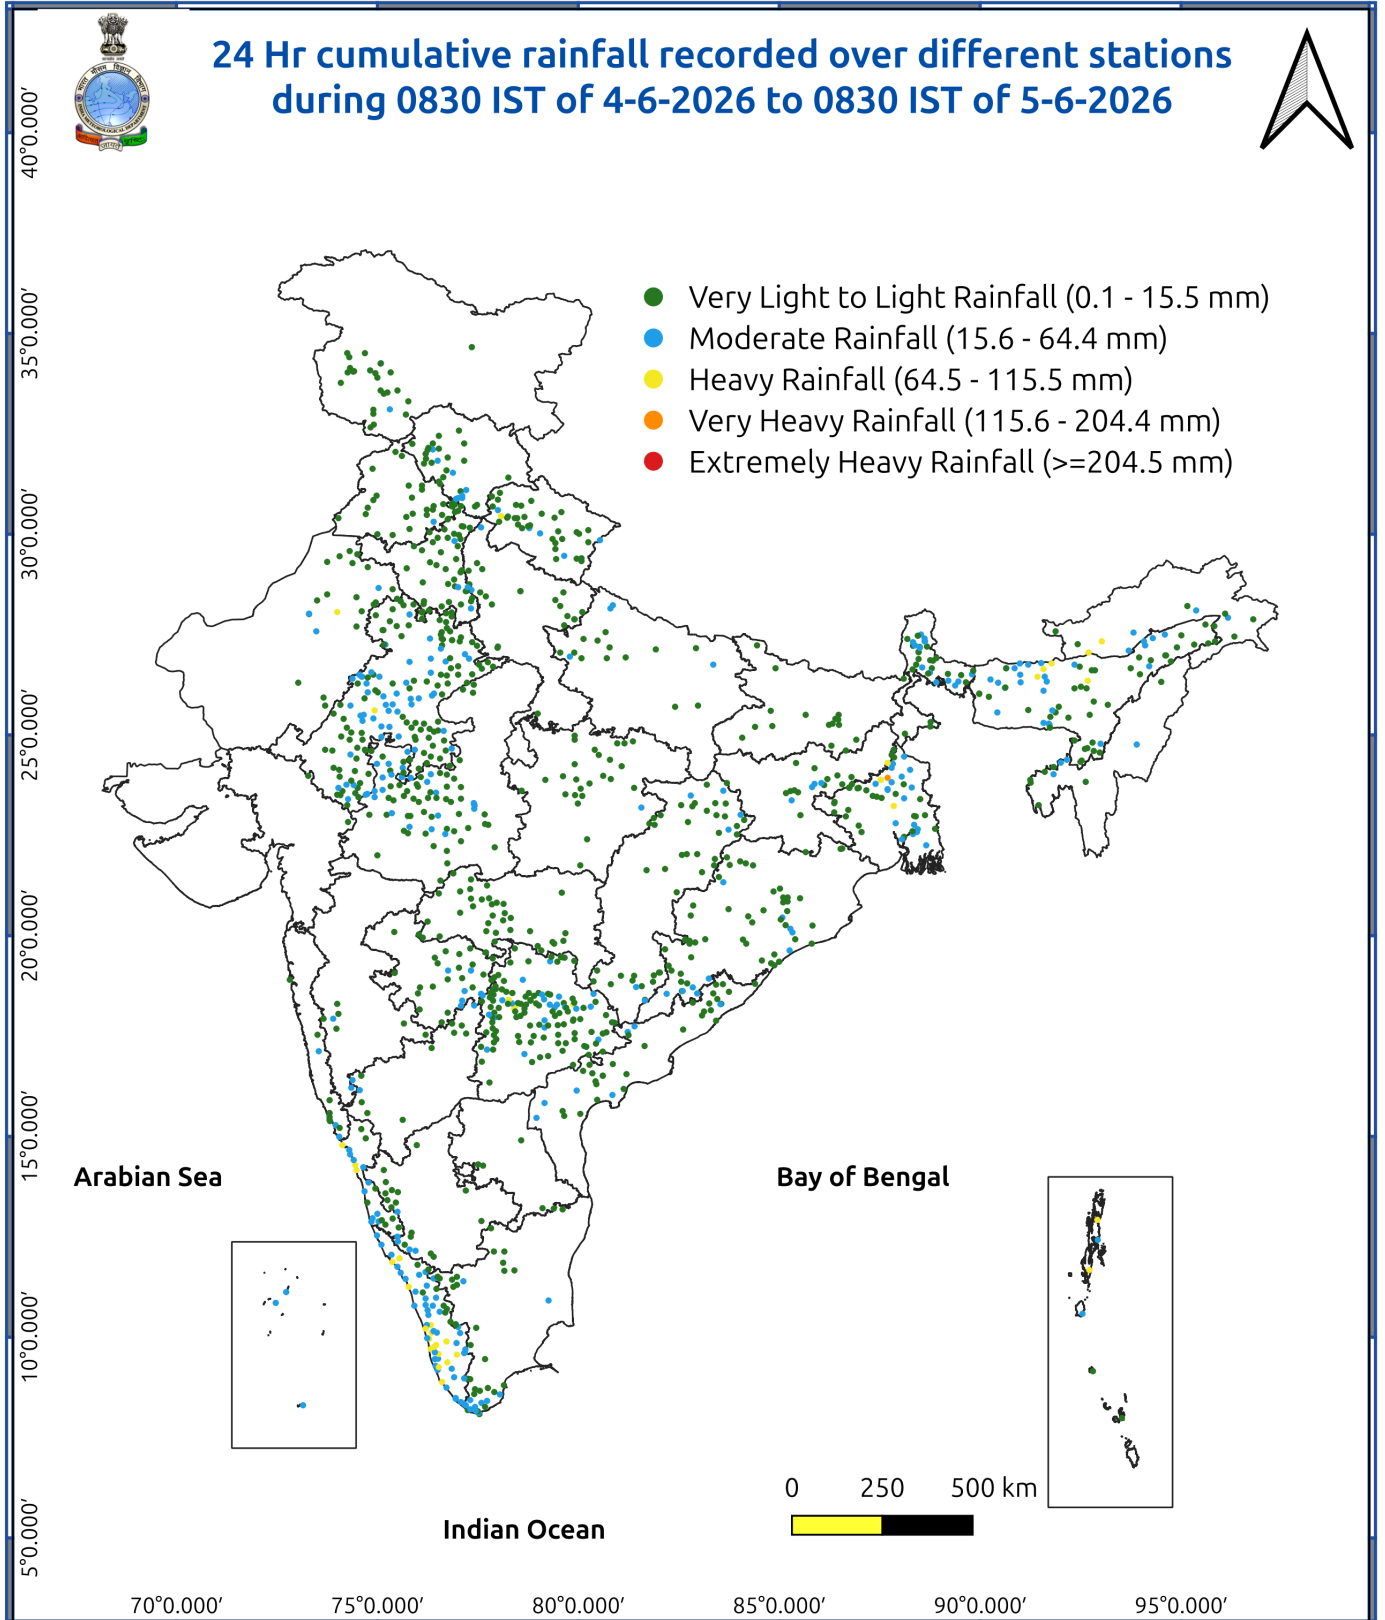 24 Hr cumulative rainfall recorded over different stations
during 0830 IST of 4-6-2026 to 0830 IST of 5-6-2026
Very Light to Light Rainfall (0.1 - 15.5 mm)
Moderate Rainfall (15.6 - 64.4 mm)
Heavy Rainfall (64.5 - 115.5 mm)
Very Heavy Rainfall (115.6 - 204.4 mm)
Extremely Heavy Rainfall (>=204.5 mm)
40°0.000′
35°0.000′
30°0.000′
25°0.000′
20°0.000′
15°0.000′
10°0.000′
5°0.000′
Arabian Sea
Bay of Bengal
Indian Ocean
0 250 500 km
70°0.000′ 75°0.000′ 80°0.000′ 85°0.000′ 90°0.000′ 95°0.000′